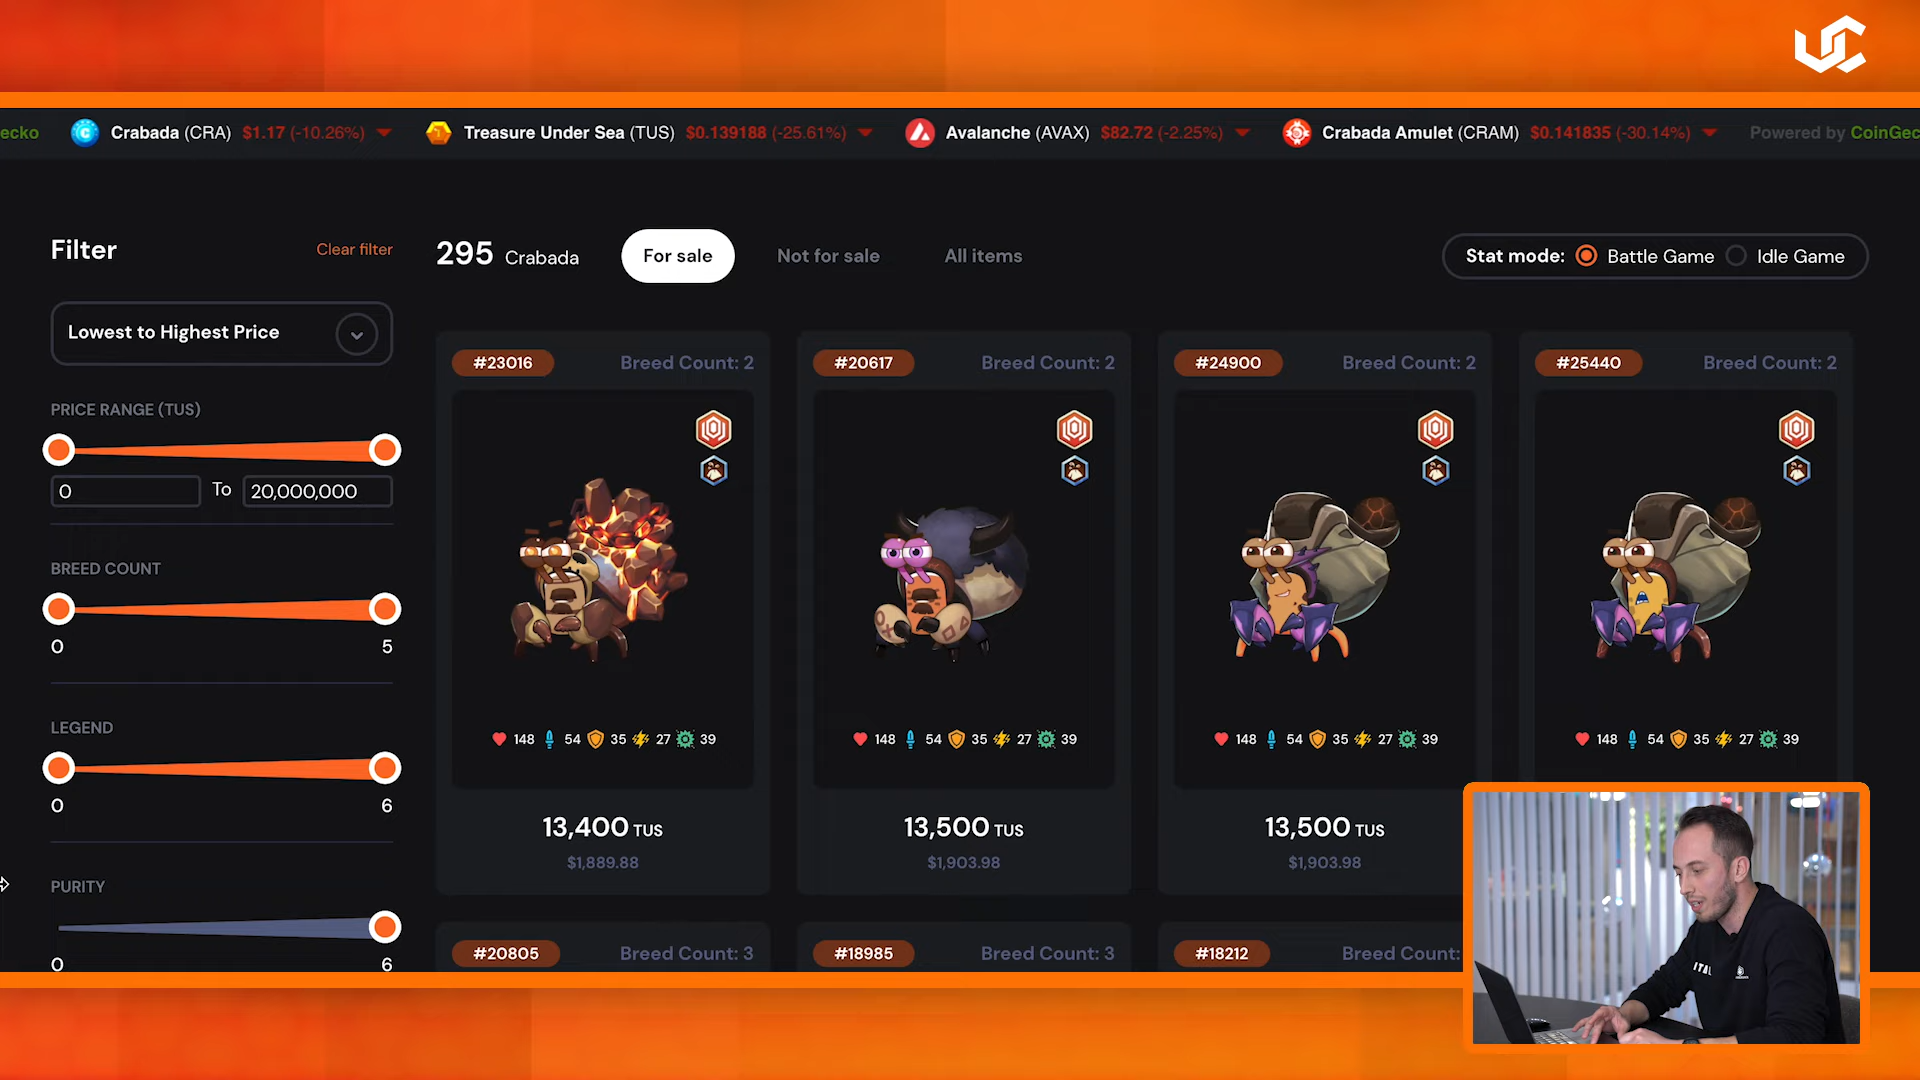 ecko Crabada (CRA) $1.17 (-10.26%) Treasure Under Sea (TUS) $0.139188 (-25.61%) Avalanche (AVAX) $82.72 (-2.25%) Crabada Amulet (CRAM) $0.141835 (-30.14%) Powered by CoinGec
Filter Clear filter
295 Crabada For sale Not for sale All items
Stat mode: Battle Game Idle Game
Lowest to Highest Price
PRICE RANGE (TUS)
0 To 20,000,000
BREED COUNT
0 5
LEGEND
0 6
PURITY
0 6
#23016 Breed Count: 2
148 54 35 27 39
13,400 TUS
$1,889.88
#20617 Breed Count: 2
148 54 35 27 39
13,500 TUS
$1,903.98
#24900 Breed Count: 2
148 54 35 27 39
13,500 TUS
$1,903.98
#25440 Breed Count: 2
148 54 35 27 39
#20805 Breed Count: 3
#18985 Breed Count: 3
#18212 Breed Count:
ITAL